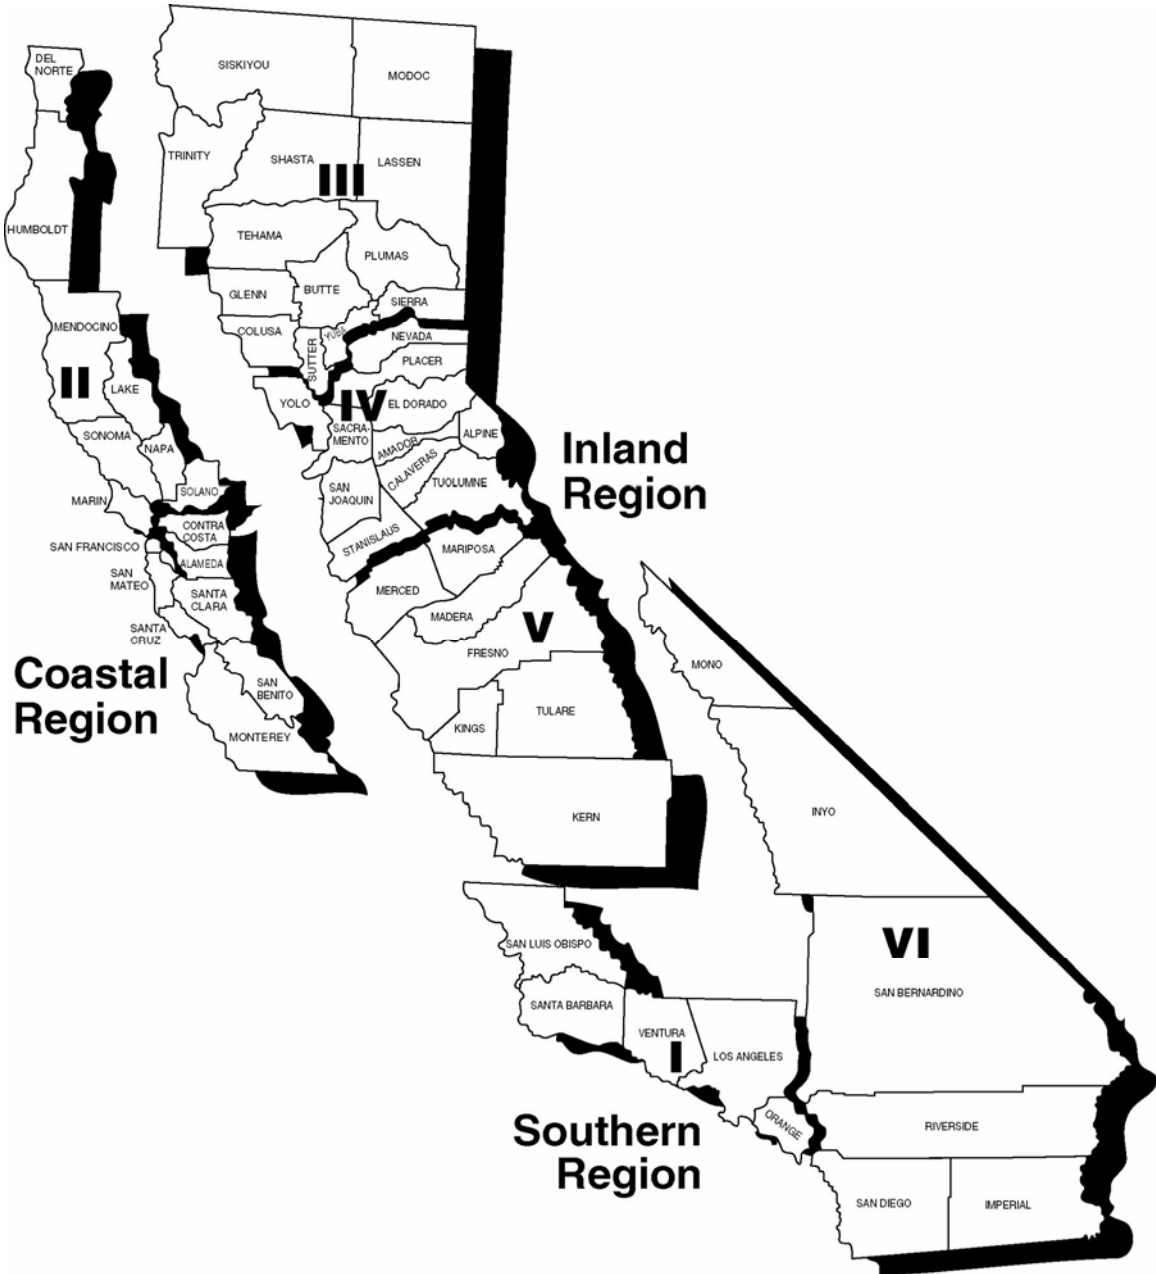 SISKIYOU
MODOC
DEL
NORTE
TRINITY
SHASTA
LASSEN
III
HUMBOLDT
TEHAMA
PLUMAS
GLENN
BUTTE
SIERRA
MENDOCINO
COLUSA
SUTTER
YUBA
NEVADA
PLACER
II
LAKE
YOLO
IV
EL DORADO
SACRA-
MENTO
ALPINE
SONOMA
NAPA
AMADOR
CALAVERAS
TUOLUMNE
Inland
Region
SOLANO
MARIN
SAN
JOAQUIN
CONTRA
COSTA
STANISLAUS
SAN FRANCISCO
ALAMEDA
MARIPOSA
SAN
MATEO
SANTA
CLARA
MERCED
MADERA
V
SANTA
CRUZ
FRESNO
MONO
Coastal
Region
SAN
BENITO
MONTEREY
KINGS
TULARE
KERN
INYO
SAN LUIS OBISPO
VI
SAN BERNARDINO
SANTA BARBARA
VENTURA
I
LOS ANGELES
ORANGE
Southern
Region
RIVERSIDE
SAN DIEGO
IMPERIAL